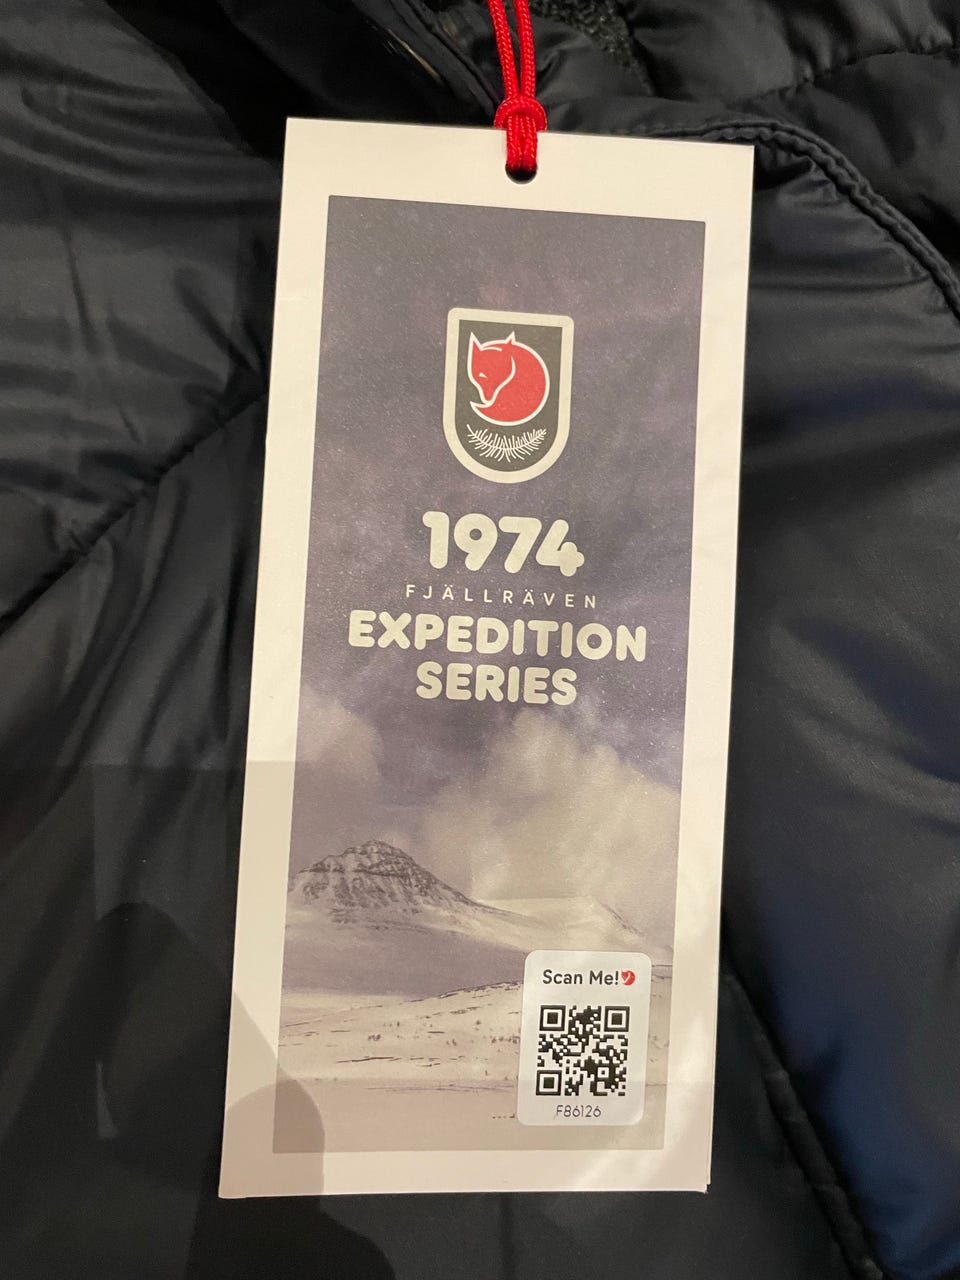 1974
FJÄLLRÄVEN
EXPEDITION
SERIES
Scan Me!
F86126